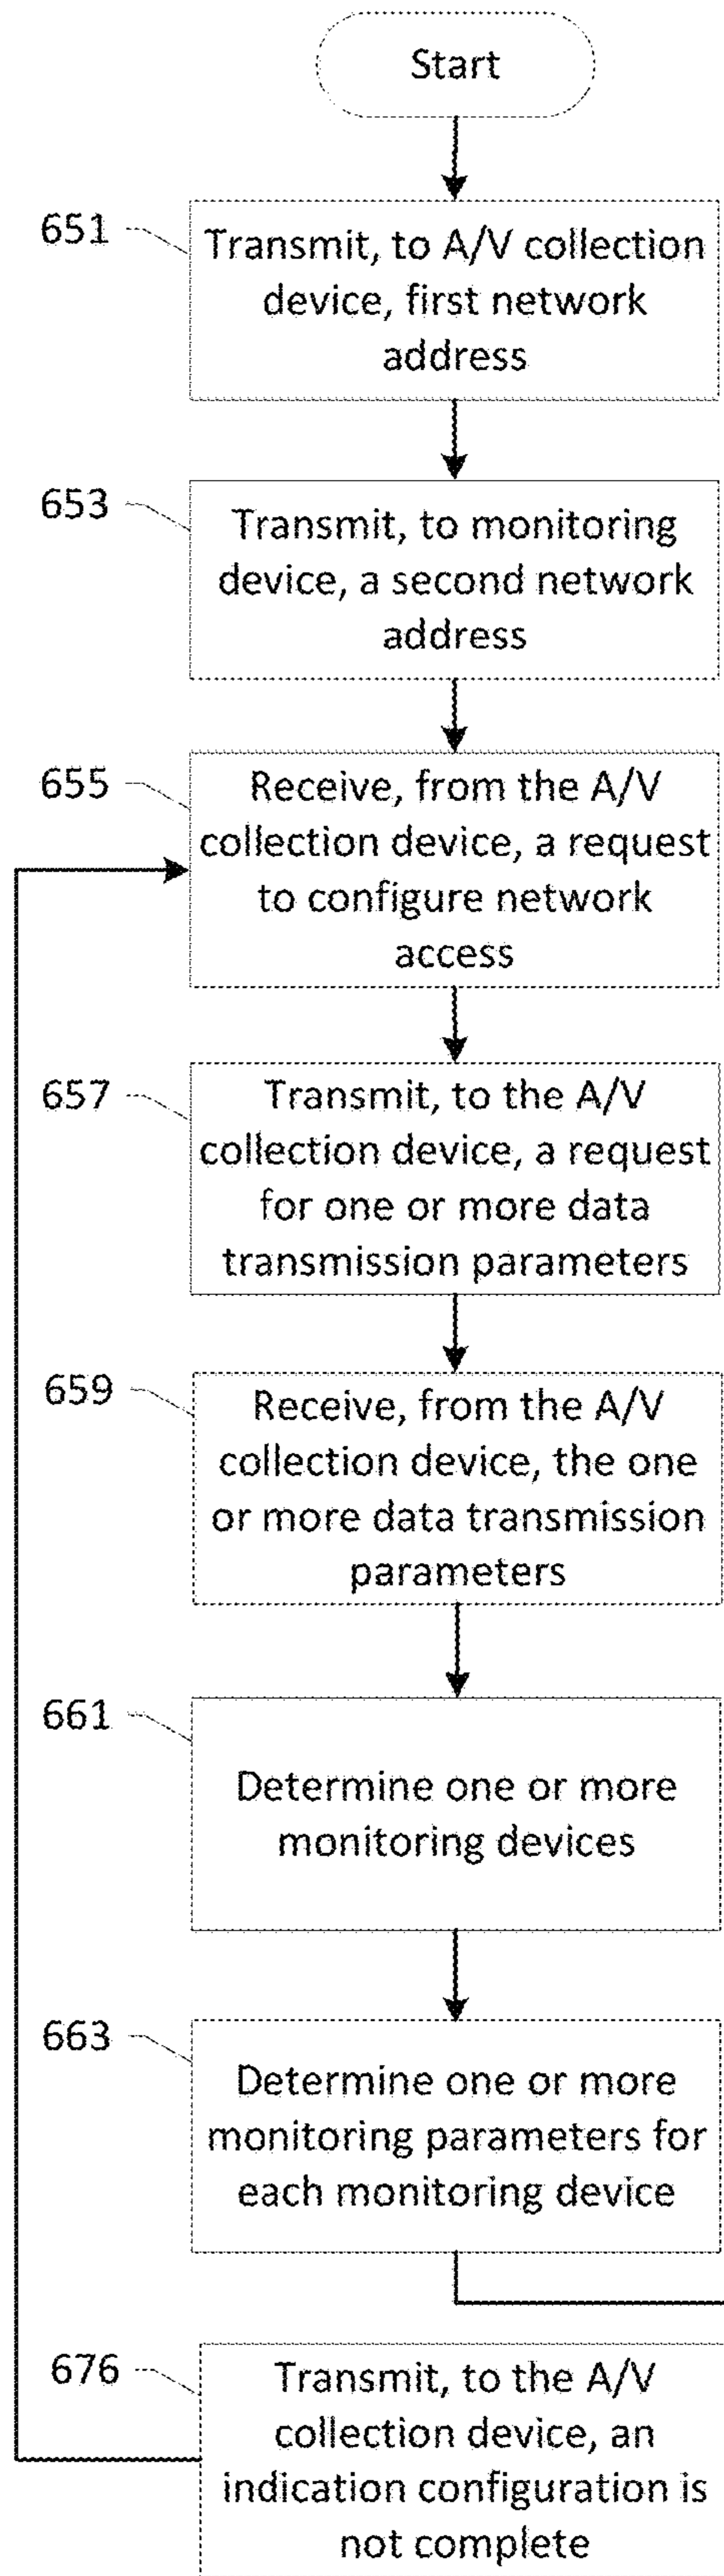 Start
651
Transmit, to A/V collection
device, first network
address
653
Transmit, to monitoring
device, a second network
address
655
Receive, from the A/V
collection device, a request
to configure network
access
657
Transmit, to the A/V
collection device, a request
for one or more data
transmission parameters
659
Receive, from the A/V
collection device, the one
or more data transmission
parameters
661
Determine one or more
monitoring devices
663
Determine one or more
monitoring parameters for
each monitoring device
676
Transmit, to the A/V
collection device, an
indication configuration is
not complete